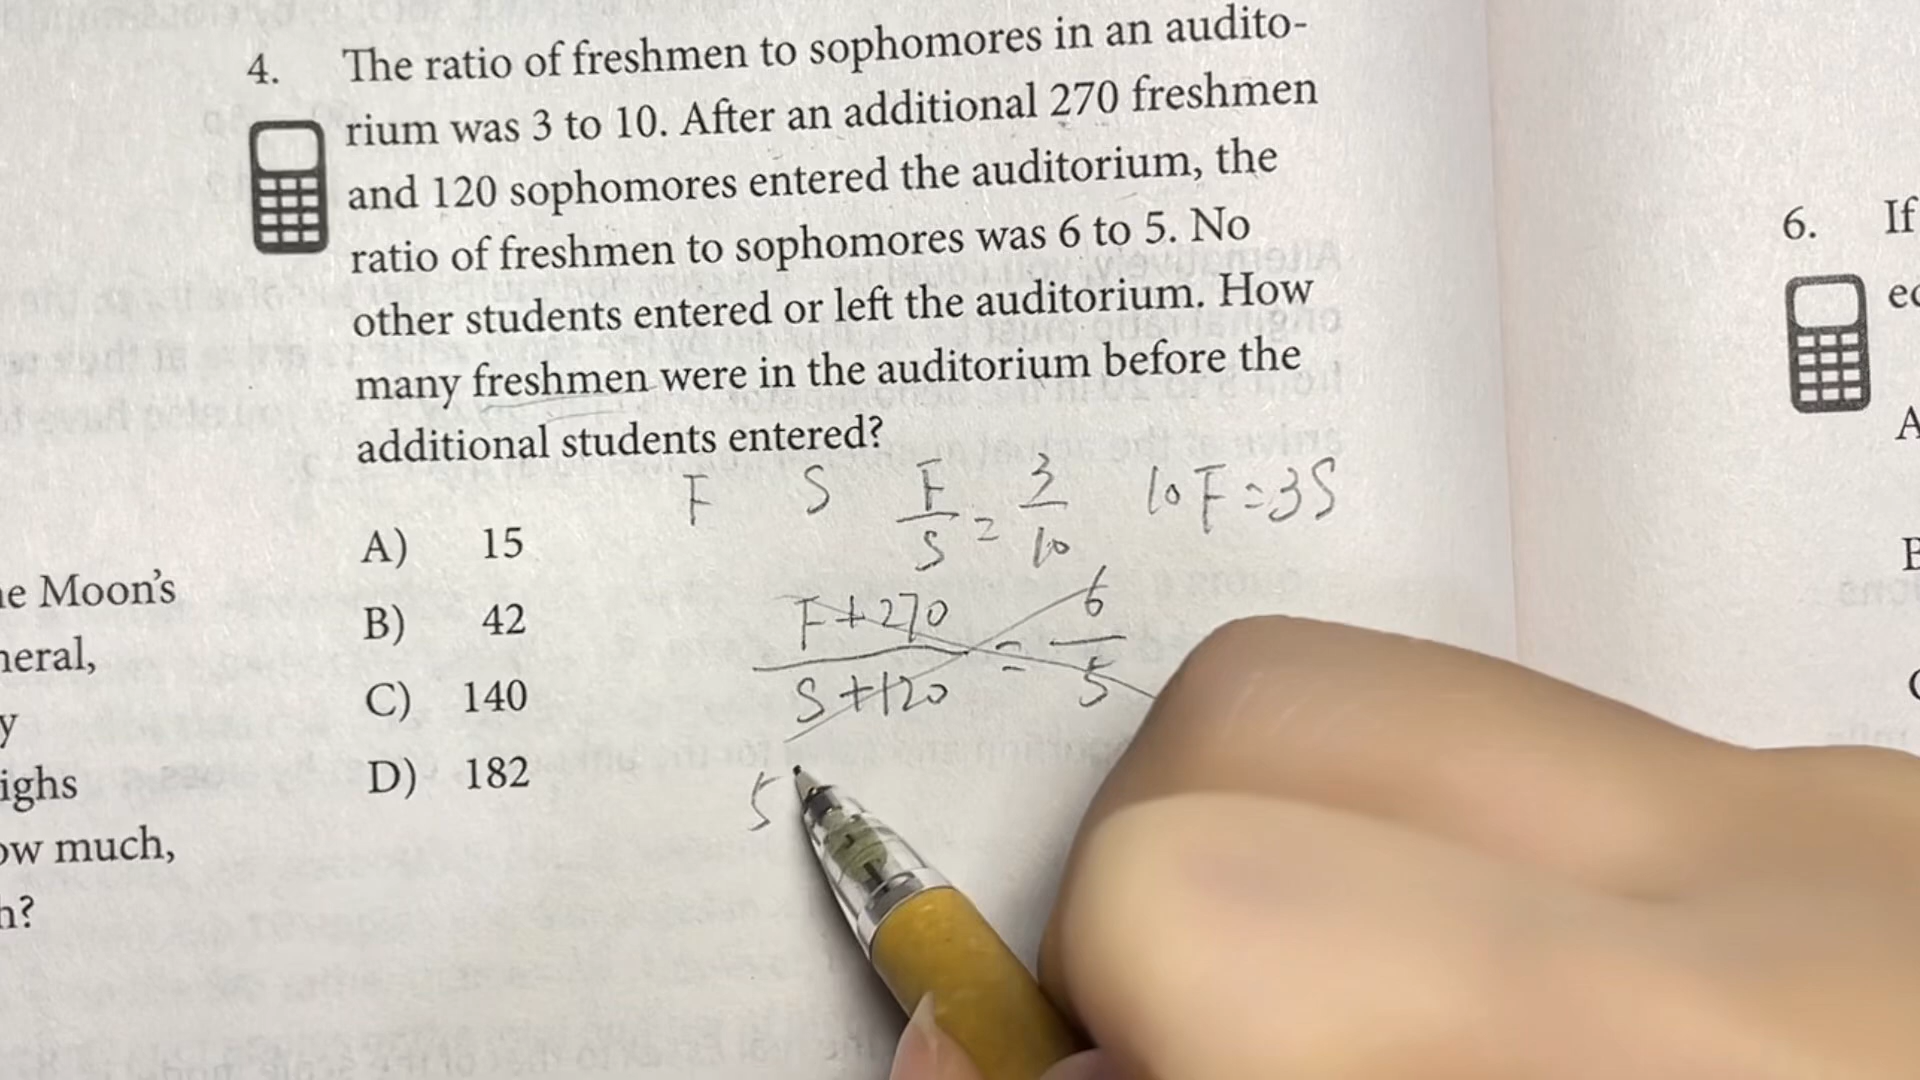 4. The ratio of freshmen to sophomores in an audito-
rium was 3 to 10. After an additional 270 freshmen
and 120 sophomores entered the auditorium, the
ratio of freshmen to sophomores was 6 to 5. No
other students entered or left the auditorium. How
many freshmen were in the auditorium before the
additional students entered?
F S F/S = 3/10 10F=3S
A) 15
B) 42
C) 140
D) 182
F+270/S+120 = 6/5
5
Moon's
y
much,
6. If
A